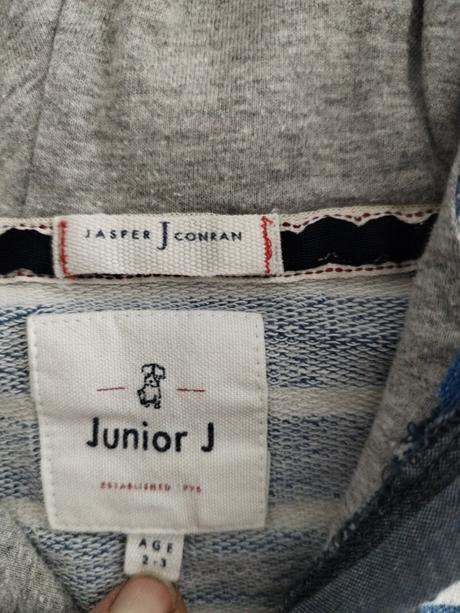 JASPER J CONRAN
Junior J
ESTABLISHED 1996
AGE
2-3